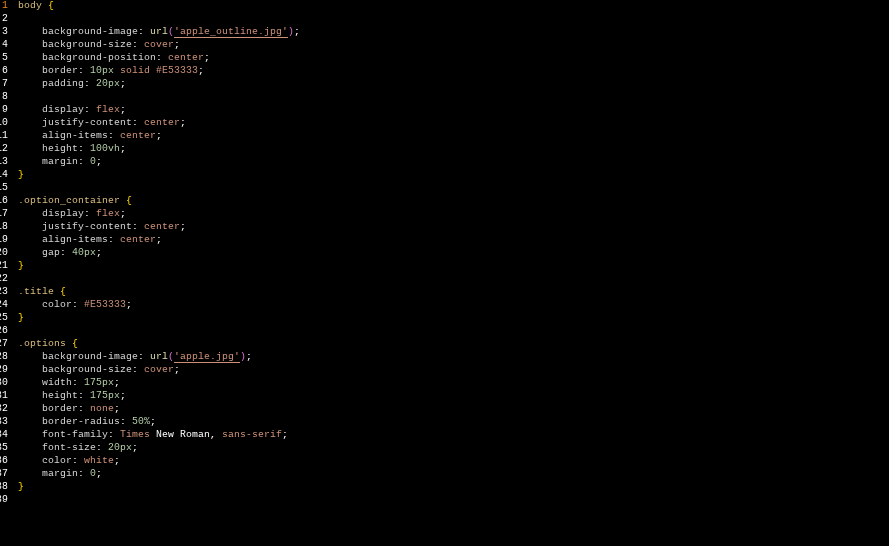 1 body {
2
3     background-image: url('apple_outline.jpg');
4     background-size: cover;
5     background-position: center;
6     border: 10px solid #E53333;
7     padding: 20px;
8
9     display: flex;
10     justify-content: center;
11     align-items: center;
12     height: 100vh;
13     margin: 0;
14 }
15
16 .option_container {
17     display: flex;
18     justify-content: center;
19     align-items: center;
20     gap: 40px;
21 }
22
23 .title {
24     color: #E53333;
25 }
26
27 .options {
28     background-image: url('apple.jpg');
29     background-size: cover;
30     width: 175px;
31     height: 175px;
32     border: none;
33     border-radius: 50%;
34     font-family: Times New Roman, sans-serif;
35     font-size: 20px;
36     color: white;
37     margin: 0;
38 }
39